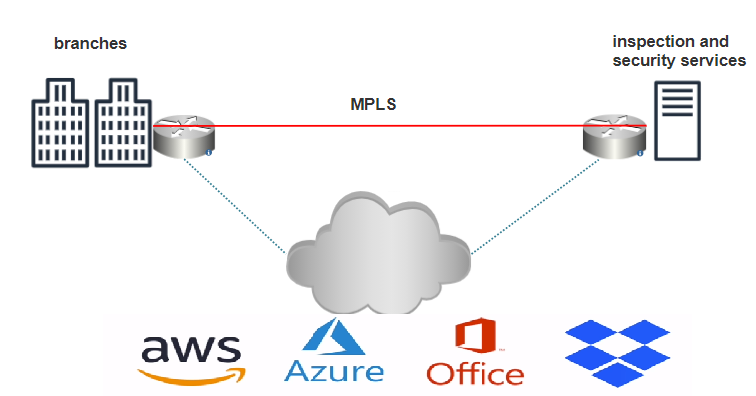 branches
inspection and
security services
MPLS
aws
Azure
Office